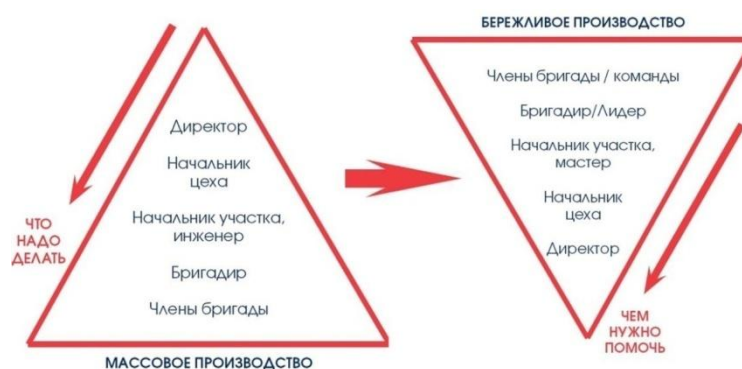 БЕРЕЖЛИВОЕ ПРОИЗВОДСТВО
Директор
Начальник
цеха
Начальник участка,
инженер
Бригадир
Члены бригады
ЧТО
НАДО
ДЕЛАТЬ
МАССОВОЕ ПРОИЗВОДСТВО
Члены бригады / команды
Бригадир/Лидер
Начальник участка,
мастер
Начальник
цеха
Директор
ЧЕМ
НУЖНО
ПОМОЧЬ